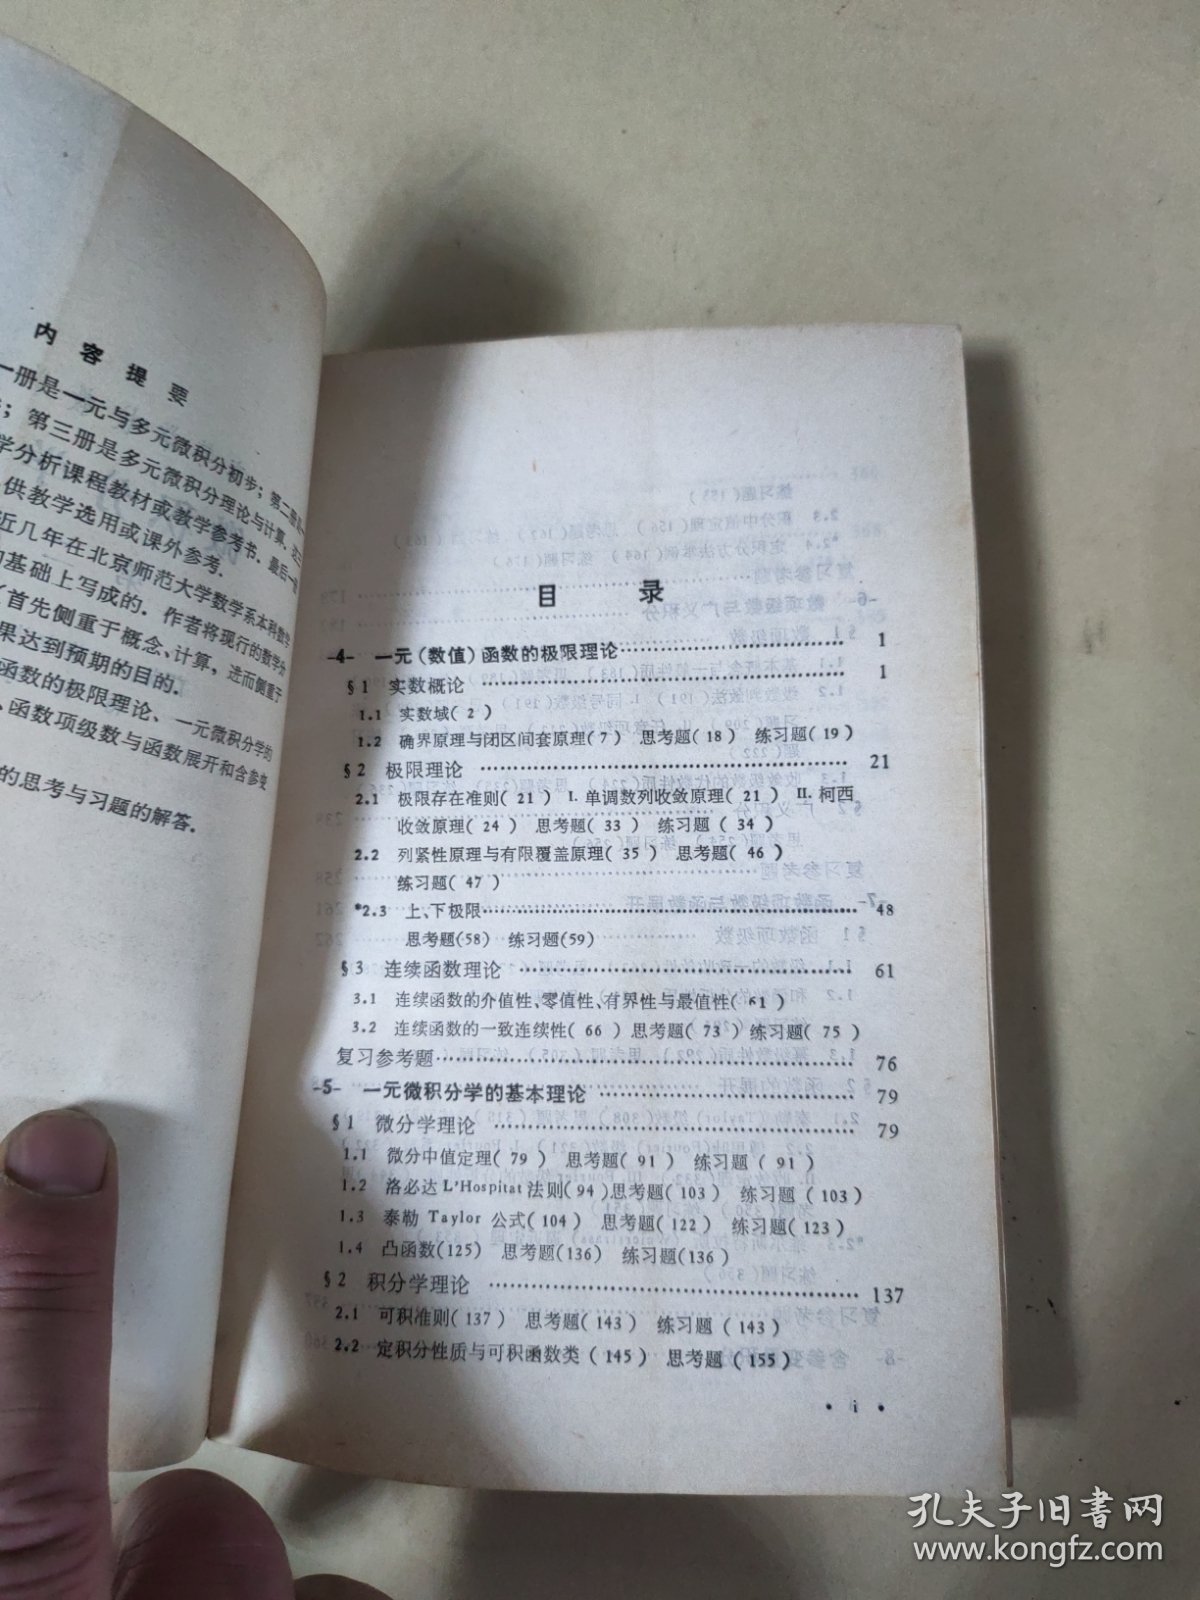 内容提要
一册是一元与多元微积分初步；第二册
；第三册是多元微积分理论与计算
学分析课程教材或教学参考书．最后一
供教学选用或课外参考．
近几年在北京师范大学数学系本科数学
的基础上写成的．作者将现行的数学分
（首先侧重于概念、计算，进而侧重于
果达到预期的目的．
函数的极限理论、一元微积分学的
、函数项级数与函数展开和含参变
的思考与习题的解答．
目 录
-4- 一元（数值）函数的极限理论…………………… 1
§1 实数概论…………………… 1
1.1 实数域( 2 )
1.2 确界原理与闭区间套原理( 7 ) 思考题( 18 ) 练习题( 19 )
§2 极限理论…………………… 21
2.1 极限存在准则( 21 ) I. 单调数列收敛原理( 21 ) II. 柯西
收敛原理( 24 ) 思考题( 33 ) 练习题( 34 )
2.2 列紧性原理与有限覆盖原理( 35 ) 思考题( 46 )
练习题( 47 )
*2.3 上、下极限…………………… 48
思考题(58) 练习题(59)
§3 连续函数理论…………………… 61
3.1 连续函数的介值性、零值性、有界性与最值性( 61 )
3.2 连续函数的一致连续性( 66 ) 思考题( 73 ) 练习题( 75 )
复习参考题…………………… 76
-5- 一元微积分学的基本理论…………………… 79
§1 微分学理论…………………… 79
1.1 微分中值定理( 79 ) 思考题( 91 ) 练习题( 91 )
1.2 洛必达 L'Hospitat 法则( 94 ) 思考题( 103 ) 练习题( 103 )
1.3 泰勒 Taylor 公式( 104 ) 思考题( 122 ) 练习题( 123 )
1.4 凸函数(125) 思考题(136) 练习题(136)
§2 积分学理论…………………… 137
2.1 可积准则( 137 ) 思考题( 143 ) 练习题( 143 )
2.2 定积分性质与可积函数类( 145 ) 思考题( 155 )
• i •
孔夫子旧书网
www.kongfz.com